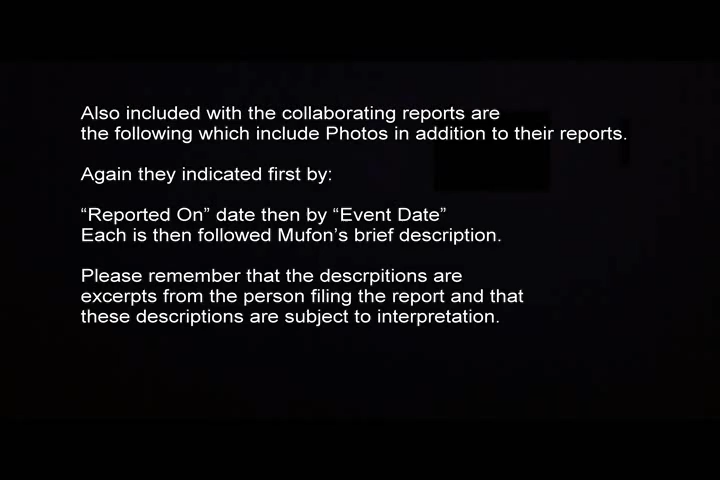 Also included with the collaborating reports are
the following which include Photos in addition to their reports.
Again they indicated first by:
“Reported On” date then by “Event Date”
Each is then followed Mufon’s brief description.
Please remember that the descrpitions are
excerpts from the person filing the report and that
these descriptions are subject to interpretation.